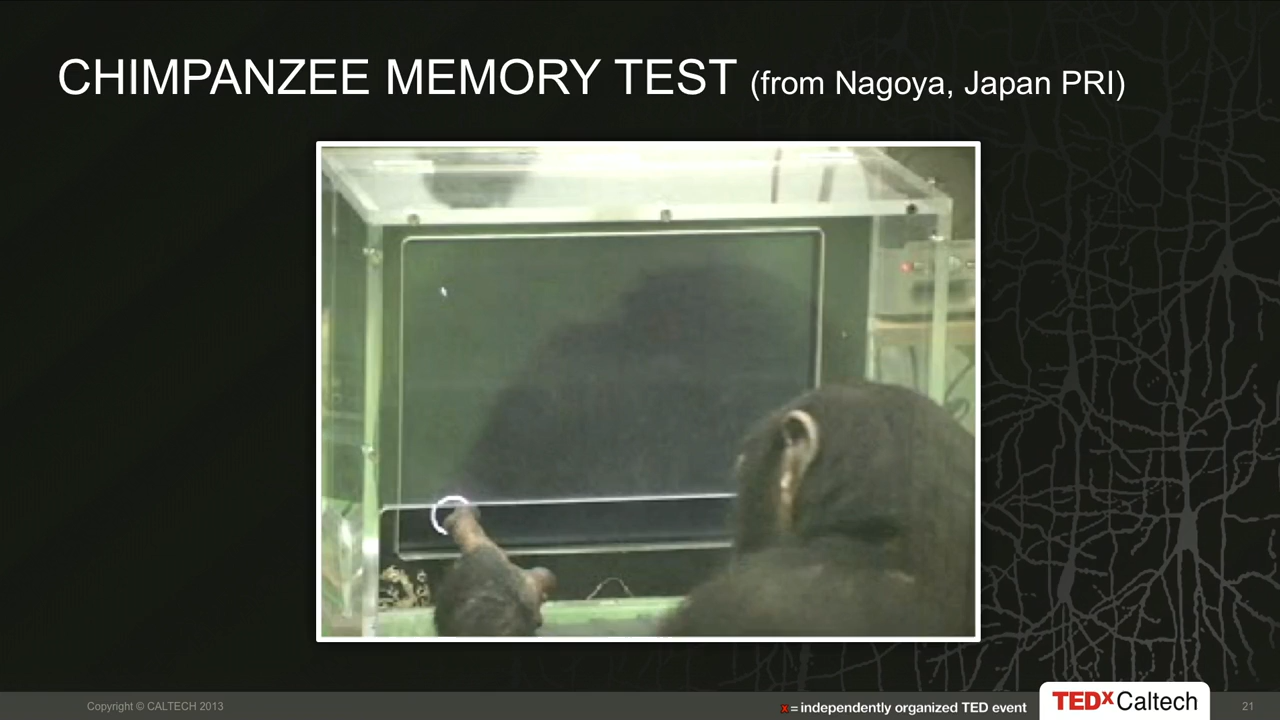 CHIMPANZEE MEMORY TEST (from Nagoya, Japan PRI)
Copyright © CALTECH 2013
x = independently organized TED event
TEDxCaltech
21